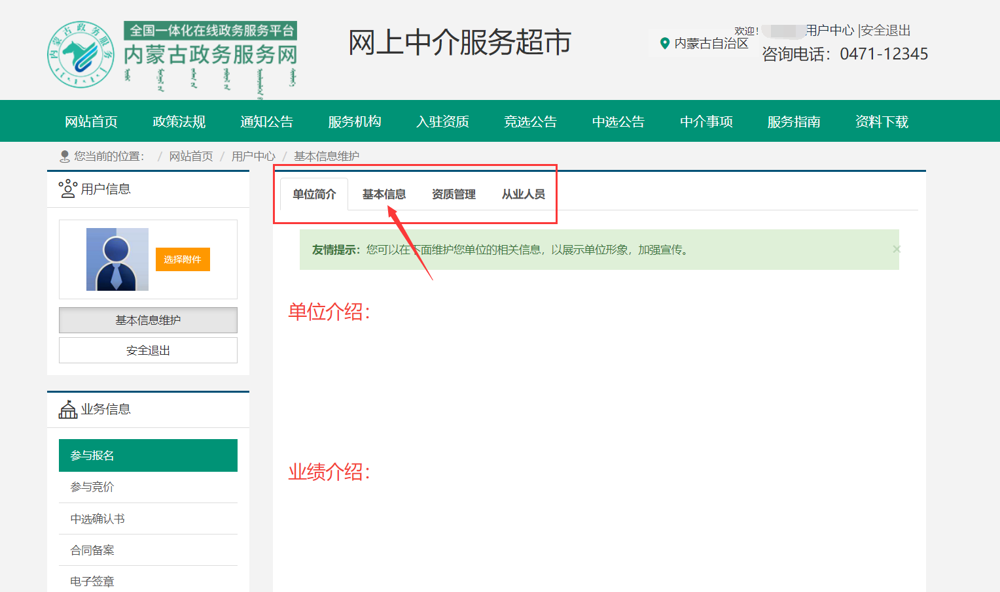 全国一体化在线政务服务平台
内蒙古政务服务网
内蒙古政务服务
网上中介服务超市
内蒙古自治区
欢迎!
用户中心 |安全退出
咨询电话：0471-12345
网站首页 政策法规 通知公告 服务机构 入驻资质 竞选公告 中选公告 中介事项 服务指南 资料下载
您当前的位置： / 网站首页 / 用户中心 / 基本信息维护
用户信息
选择附件
基本信息维护
安全退出
业务信息
参与报名
参与竞价
中选确认书
合同备案
电子签章
单位简介 基本信息 资质管理 从业人员
友情提示：您可以在下面维护您单位的相关信息，以展示单位形象，加强宣传。 ×
单位介绍：
业绩介绍：